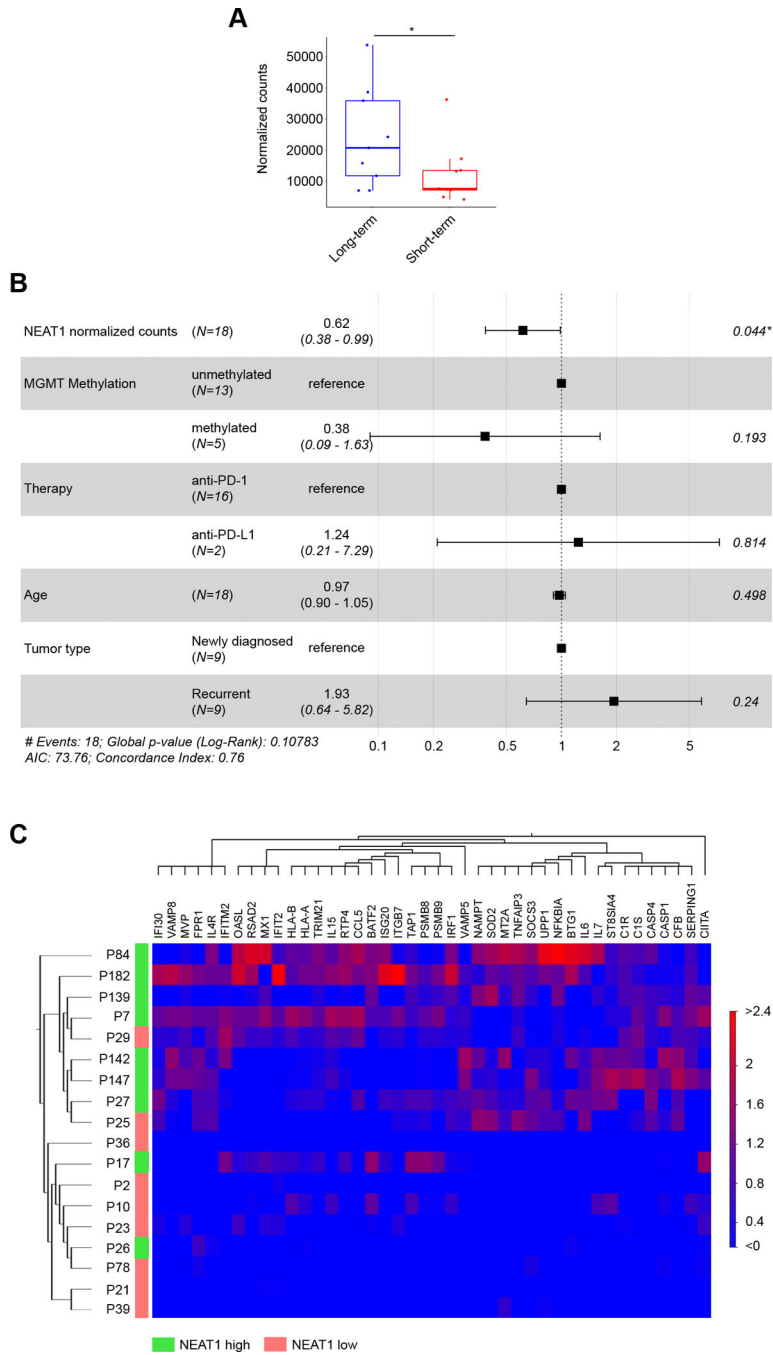 A
*
Normalized counts
50000
40000
30000
20000
10000
Long-term
Short-term
B
NEAT1 normalized counts (N=18) 0.62 (0.38 - 0.99) 0.044*
MGMT Methylation unmethylated (N=13) reference
methylated (N=5) 0.38 (0.09 - 1.63) 0.193
Therapy anti-PD-1 (N=16) reference
anti-PD-L1 (N=2) 1.24 (0.21 - 7.29) 0.814
Age (N=18) 0.97 (0.90 - 1.05) 0.498
Tumor type Newly diagnosed (N=9) reference
Recurrent (N=9) 1.93 (0.64 - 5.82) 0.24
# Events: 18; Global p-value (Log-Rank): 0.10783
AIC: 73.76; Concordance Index: 0.76
0.1 0.2 0.5 1 2 5
C
IFI30 VAMP8 MVP FPR1 IL4R IFITM2 OASL RSAD2 MX1 IFIT2 HLA-B HLA-A TRIM21 IL15 RTP4 CCL5 BATF2 ISG20 ITGB7 TAP1 PSMB8 PSMB9 IRF1 VAMP5 NAMPT SOD2 MT2A TNFAIP3 SOCS3 UPP1 NFKBIA BTG1 IL6 IL7 ST8SIA4 C1R C1S CASP4 CASP1 CFB SERPING1 CIITA
P84
P182
P139
P7
P29
P142
P147
P27
P25
P36
P17
P2
P10
P23
P26
P78
P21
P39
>2.4
2
1.6
1.2
0.8
0.4
<0
NEAT1 high NEAT1 low